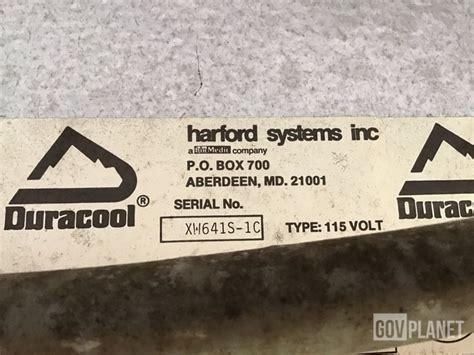 harford systems inc
a Medic company
P.O. BOX 700
ABERDEEN, MD. 21001
Duracool®
SERIAL No.
XW641S-1C
TYPE: 115 VOLT
Duracool
GOVPLANET